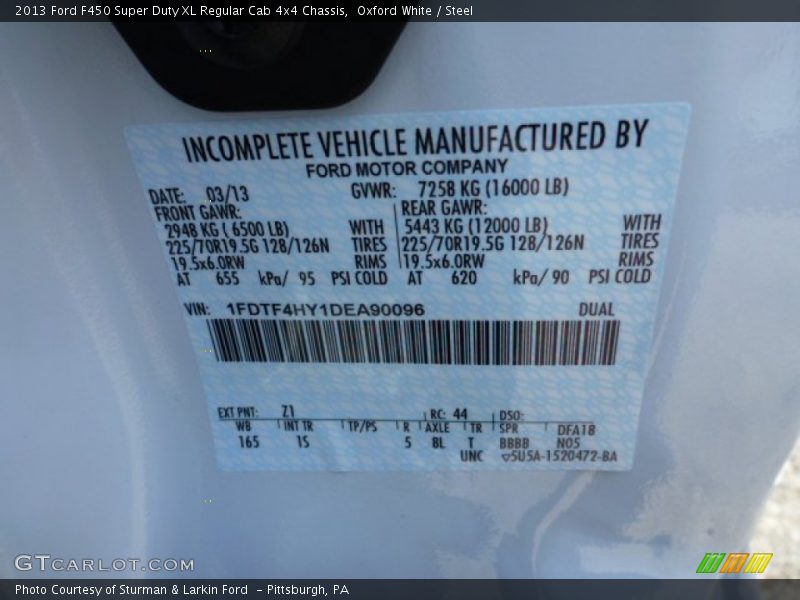 2013 Ford F450 Super Duty XL Regular Cab 4x4 Chassis,  Oxford White / Steel
INCOMPLETE VEHICLE MANUFACTURED BY
FORD MOTOR COMPANY
DATE: 03/13 GVWR: 7258 KG (16000 LB)
FRONT GAWR: REAR GAWR:
2948 KG ( 6500 LB) WITH 5443 KG (12000 LB) WITH
225/70R19.5G 128/126N TIRES 225/70R19.5G 128/126N TIRES
19.5x6.0RW RIMS 19.5x6.0RW RIMS
AT 655 kPa/ 95 PSI COLD AT 620 kPa/ 90 PSI COLD
VIN: 1FDTF4HY1DEA90096 DUAL
EXT PNT: Z1 RC: 44 DSO:
WB INT TR TP/PS R AXLE TR SPR DFA18
165 1S 5 8L T BBBB N05
UNC 5U5A-1520472-BA
GTCARLOT.COM
Photo Courtesy of Sturman & Larkin Ford  - Pittsburgh, PA